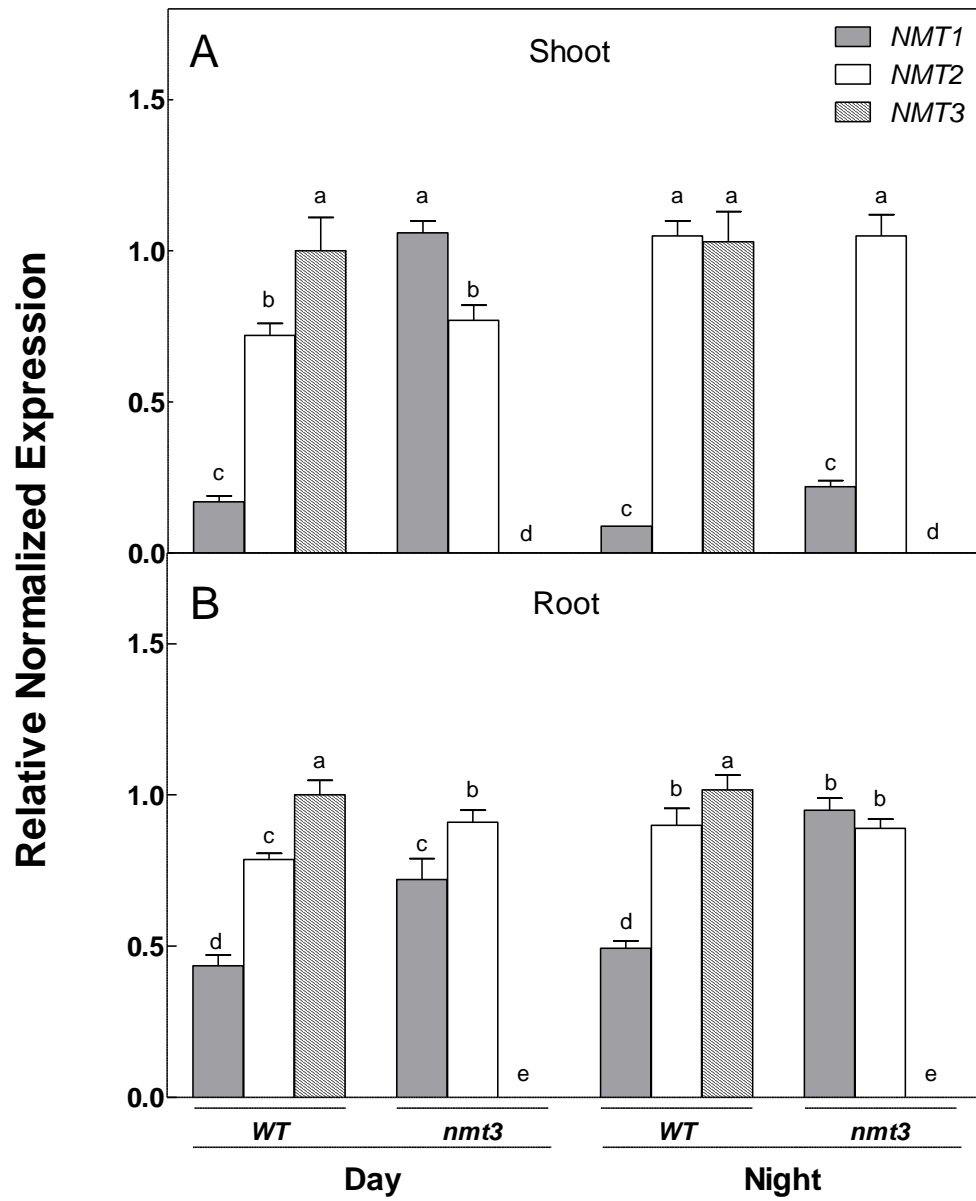 Relative Normalized Expression
A
Shoot
NMT1
NMT2
NMT3
1.5
1.0
0.5
0.0
c
b
a
a
b
d
c
a
a
c
a
d
B
Root
1.5
1.0
0.5
0.0
d
c
a
c
b
e
d
b
a
b
b
e
WT
nmt3
WT
nmt3
Day
Night